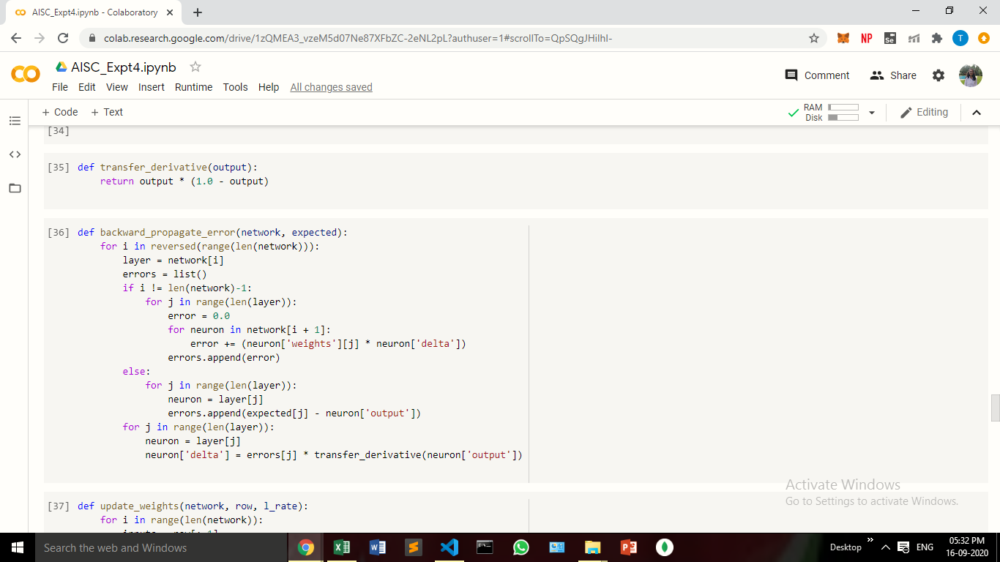 AISC_Expt4.ipynb - Colaboratory
colab.research.google.com/drive/1zQMEA3_vzeM5d07Ne87XFbZC-2eNL2pL?authuser=1#scrollTo=QpSQgJHiIhI-
NP
Se
T
AISC_Expt4.ipynb
Comment
Share
File Edit View Insert Runtime Tools Help All changes saved
+ Code + Text
RAM
Disk
Editing
[34]
[35] def transfer_derivative(output):
return output * (1.0 - output)
[36] def backward_propagate_error(network, expected):
for i in reversed(range(len(network))):
layer = network[i]
errors = list()
if i != len(network)-1:
for j in range(len(layer)):
error = 0.0
for neuron in network[i + 1]:
error += (neuron['weights'][j] * neuron['delta'])
errors.append(error)
else:
for j in range(len(layer)):
neuron = layer[j]
errors.append(expected[j] - neuron['output'])
for j in range(len(layer)):
neuron = layer[j]
neuron['delta'] = errors[j] * transfer_derivative(neuron['output'])
Activate Windows
Go to Settings to activate Windows.
[37] def update_weights(network, row, l_rate):
for i in range(len(network)):
Search the web and Windows
Desktop
ENG
05:32 PM
16-09-2020